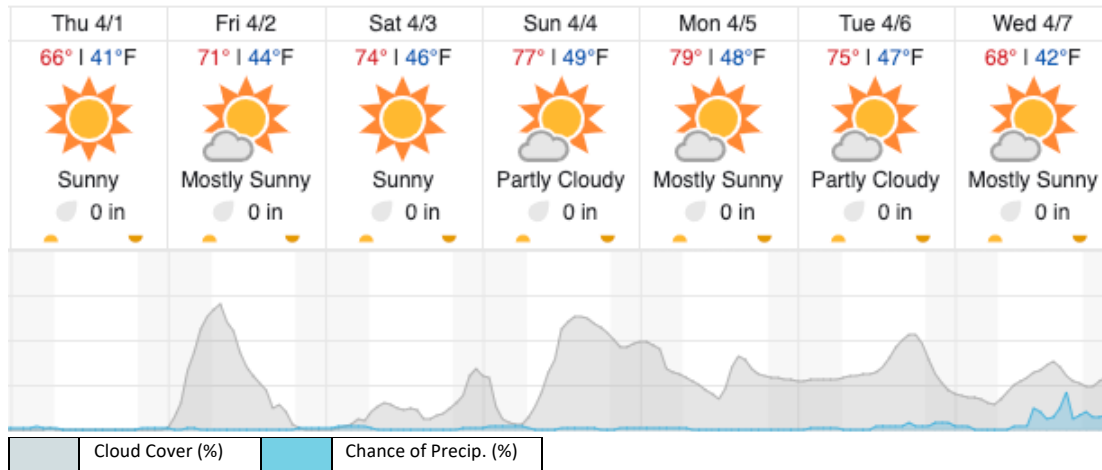 Thu 4/1 Fri 4/2 Sat 4/3 Sun 4/4 Mon 4/5 Tue 4/6 Wed 4/7
66° | 41°F 71° | 44°F 74° | 46°F 77° | 49°F 79° | 48°F 75° | 47°F 68° | 42°F
Sunny Mostly Sunny Sunny Partly Cloudy Mostly Sunny Partly Cloudy Mostly Sunny
0 in 0 in 0 in 0 in 0 in 0 in 0 in
Cloud Cover (%) Chance of Precip. (%)